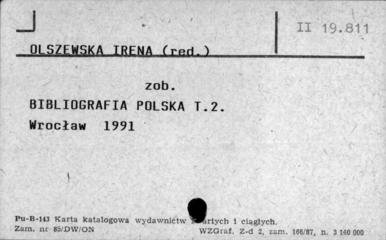 II 19.811
OLSZEWSKA IRENA (red.)
zob.
BIBLIOGRAFIA POLSKA T.2.
Wrocław 1991
Pu-B-143 Karta katalogowa wydawnictw zwartych i ciągłych.
Zam. nr 85/DW/ON WZGraf. Z-d 2, zam. 166/87, n. 3 140 000